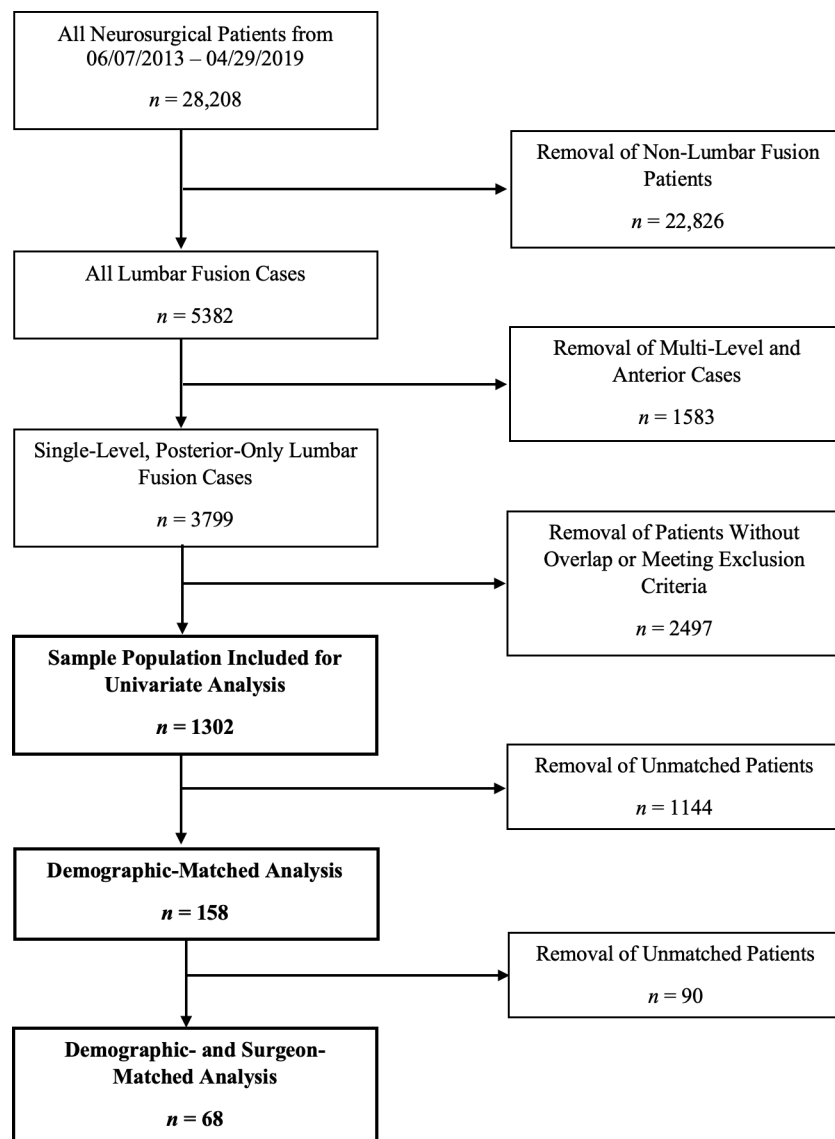 All Neurosurgical Patients from
06/07/2013 – 04/29/2019
n = 28,208
Removal of Non-Lumbar Fusion
Patients
n = 22,826
All Lumbar Fusion Cases
n = 5382
Removal of Multi-Level and
Anterior Cases
n = 1583
Single-Level, Posterior-Only Lumbar
Fusion Cases
n = 3799
Removal of Patients Without
Overlap or Meeting Exclusion
Criteria
n = 2497
Sample Population Included for
Univariate Analysis
n = 1302
Removal of Unmatched Patients
n = 1144
Demographic-Matched Analysis
n = 158
Removal of Unmatched Patients
n = 90
Demographic- and Surgeon-
Matched Analysis
n = 68